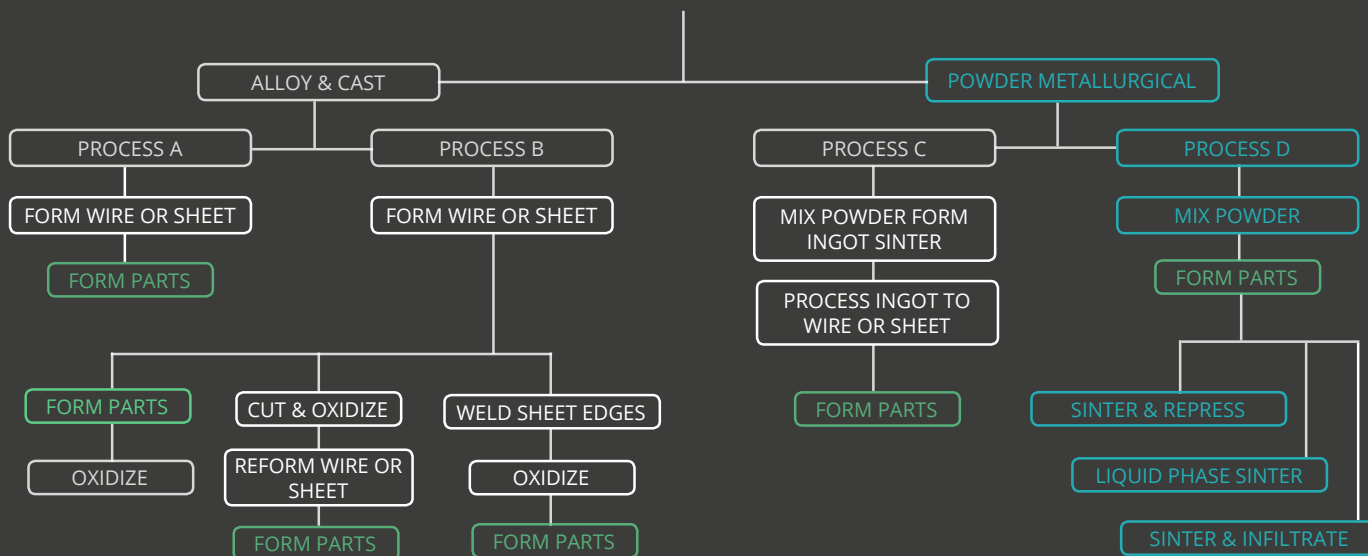 ALLOY & CAST
POWDER METALLURGICAL
PROCESS A
PROCESS B
PROCESS C
PROCESS D
FORM WIRE OR SHEET
FORM WIRE OR SHEET
MIX POWDER FORM
INGOT SINTER
MIX POWDER
FORM PARTS
FORM PARTS
PROCESS INGOT TO
WIRE OR SHEET
FORM PARTS
CUT & OXIDIZE
WELD SHEET EDGES
FORM PARTS
SINTER & REPRESS
OXIDIZE
REFORM WIRE OR
SHEET
OXIDIZE
LIQUID PHASE SINTER
FORM PARTS
FORM PARTS
SINTER & INFILTRATE